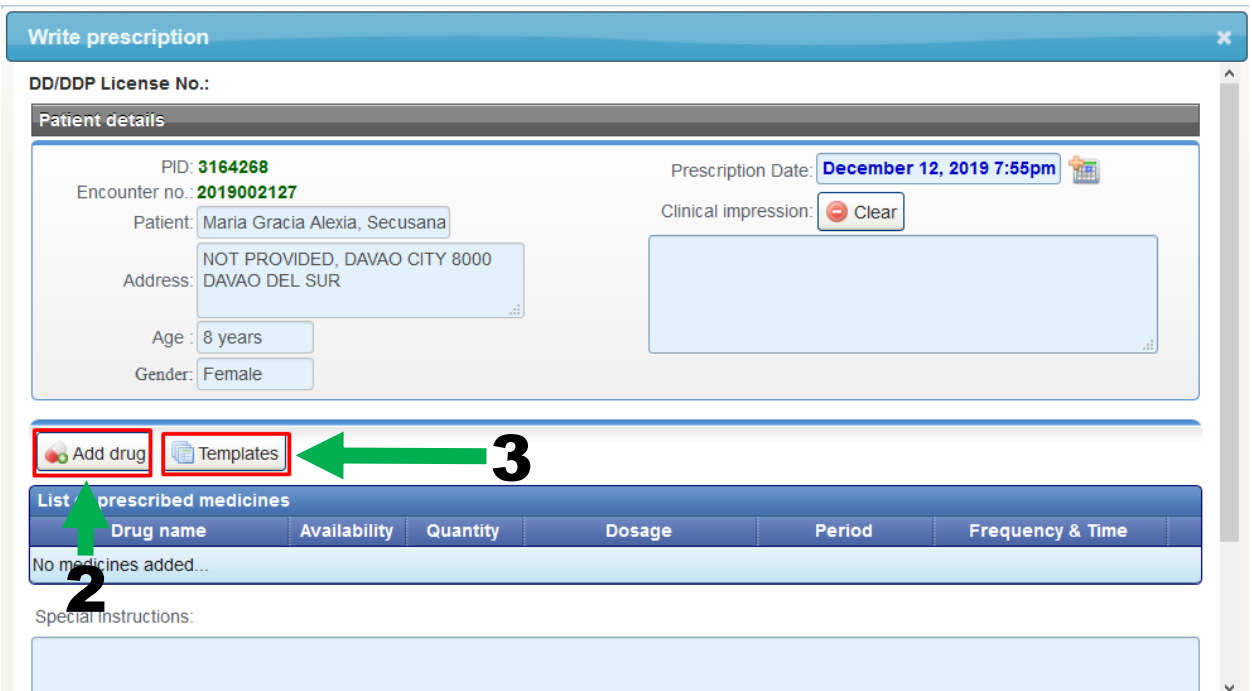 Write prescription
DD/DDP License No.:
Patient details
PID: 3164268
Encounter no.: 2019002127
Patient: Maria Gracia Alexia, Secusana
Address: NOT PROVIDED, DAVAO CITY 8000
DAVAO DEL SUR
Age : 8 years
Gender: Female
Prescription Date: December 12, 2019 7:55pm
Clinical impression: Clear
Add drug Templates 3
List prescribed medicines
Drug name Availability Quantity Dosage Period Frequency & Time
No medicines added...
2
Special Instructions: